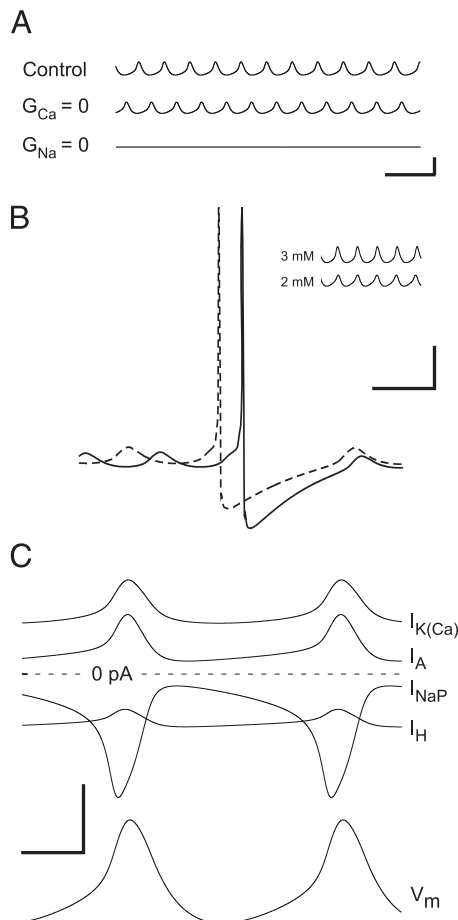 A
Control
G_Ca = 0
G_Na = 0
B
3 mM
2 mM
C
I_K(Ca)
I_A
0 pA
I_NaP
I_H
V_m